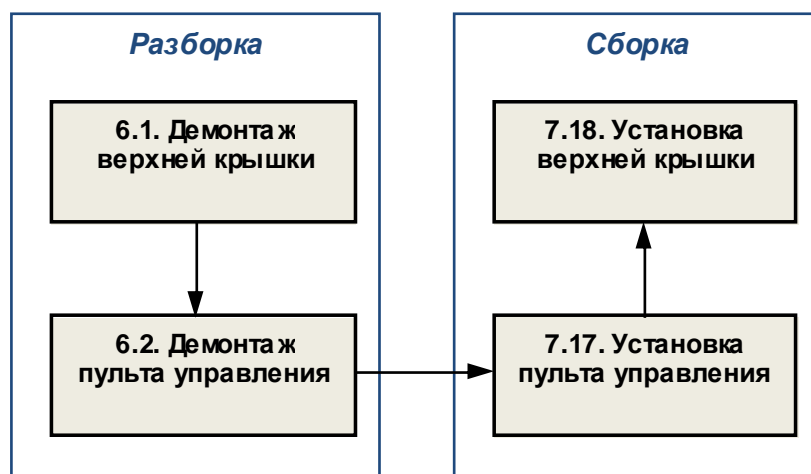 Разборка
6.1. Демонтаж
верхней крышки
6.2. Демонтаж
пульта управления
Сборка
7.18. Установка
верхней крышки
7.17. Установка
пульта управления